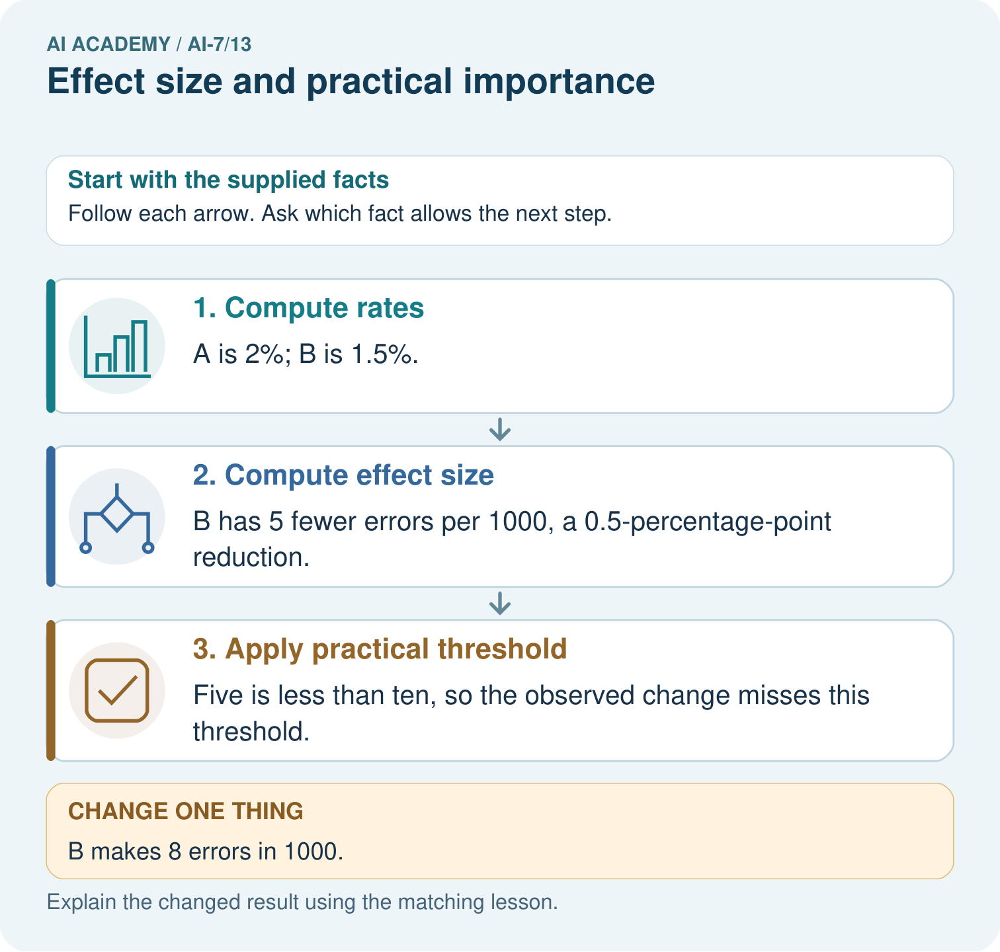 AI ACADEMY / AI-7/13
Effect size and practical importance
Start with the supplied facts
Follow each arrow. Ask which fact allows the next step.
1. Compute rates
A is 2%; B is 1.5%.
2. Compute effect size
B has 5 fewer errors per 1000, a 0.5-percentage-point
reduction.
3. Apply practical threshold
Five is less than ten, so the observed change misses this
threshold.
CHANGE ONE THING
B makes 8 errors in 1000.
Explain the changed result using the matching lesson.